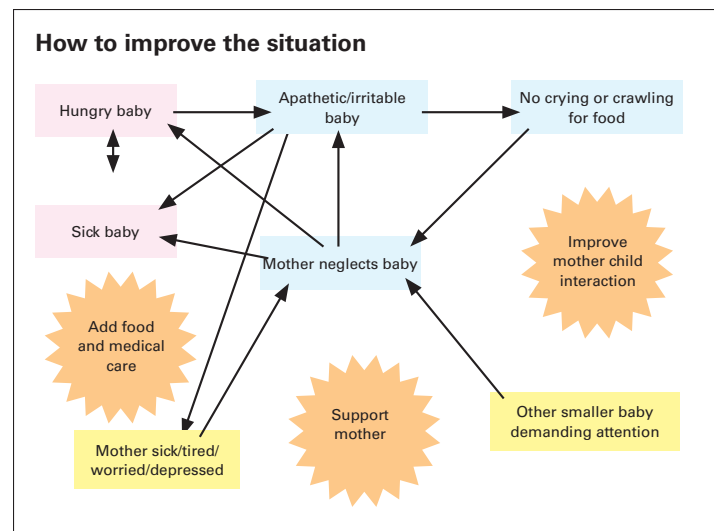 How to improve the situation
Hungry baby
Apathetic/irritable
baby
No crying or crawling
for food
Sick baby
Mother neglects baby
Improve
mother child
interaction
Add food
and medical
care
Support
mother
Other smaller baby
demanding attention
Mother sick/tired/
worried/depressed